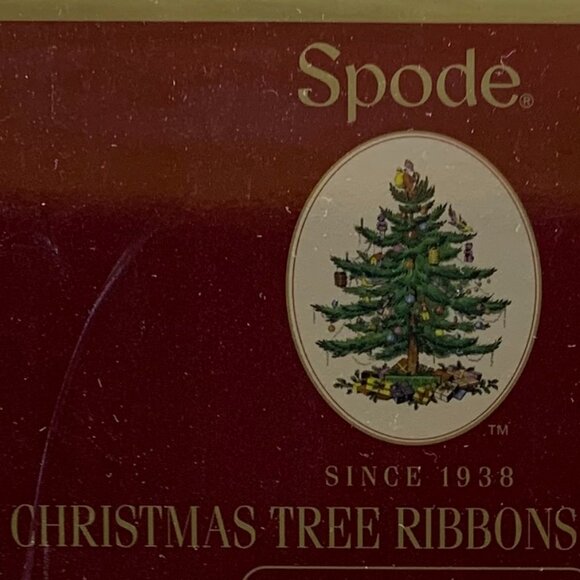 Spode®
TM
SINCE 1938
CHRISTMAS TREE RIBBONS